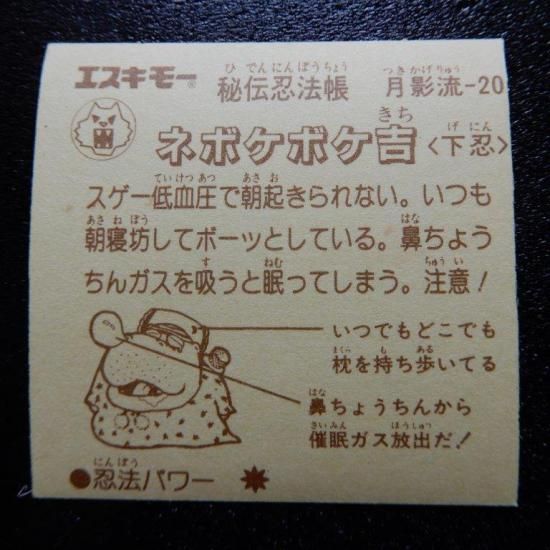 エスキモー® 秘伝忍法帳 月影流-20
ひでんにんぽうちょう つきかげりゅう
ネボケボケ吉〈下忍〉
きち げにん
スゲー低血圧で朝起きられない。いつも
ていけつあつ あさお
朝寝坊してボーッとしている。鼻ちょう
あさねぼう はな
ちんガスを吸うと眠ってしまう。注意！
す ねむ ちゅうい
いつでもどこでも
枕を持ち歩いてる
まくら も ある
鼻ちょうちんから
はな
催眠ガス放出だ！
さいみん ほうしゅつ
●忍法パワー
にんぽう